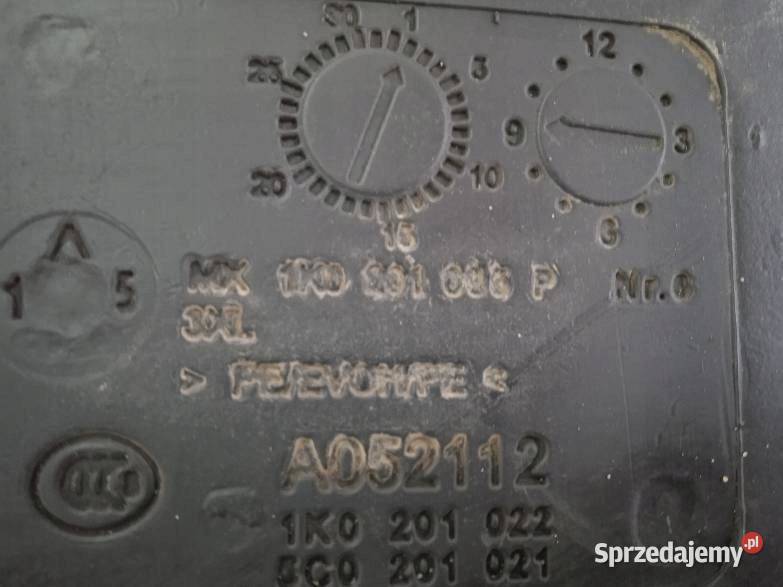 30 1 5 10 15 20 25
12 3 6 9
1 5
MX 1K0 201 P Nr.6
> PE/EVOH/PE <
CCC
A052112
1K0 201 022
5C0 201 021
Sprzedajemy.pl